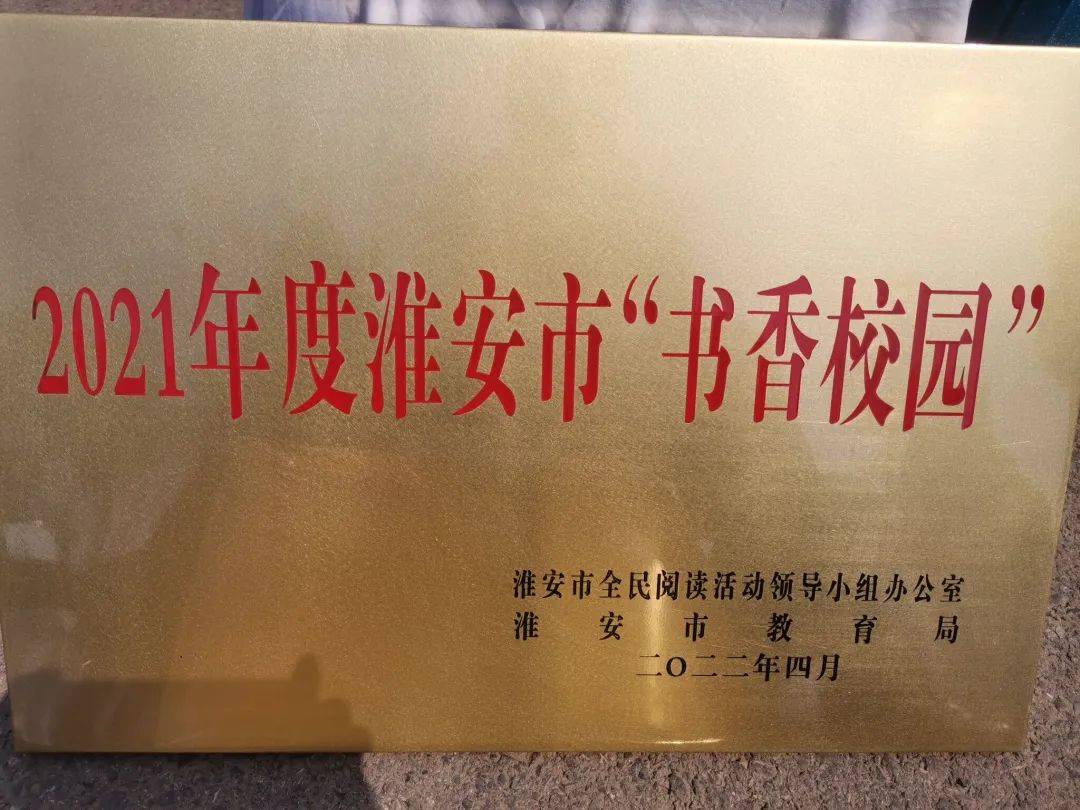 2021年度淮安市“书香校园”
淮安市全民阅读活动领导小组办公室
淮安市教育局
二〇二二年四月